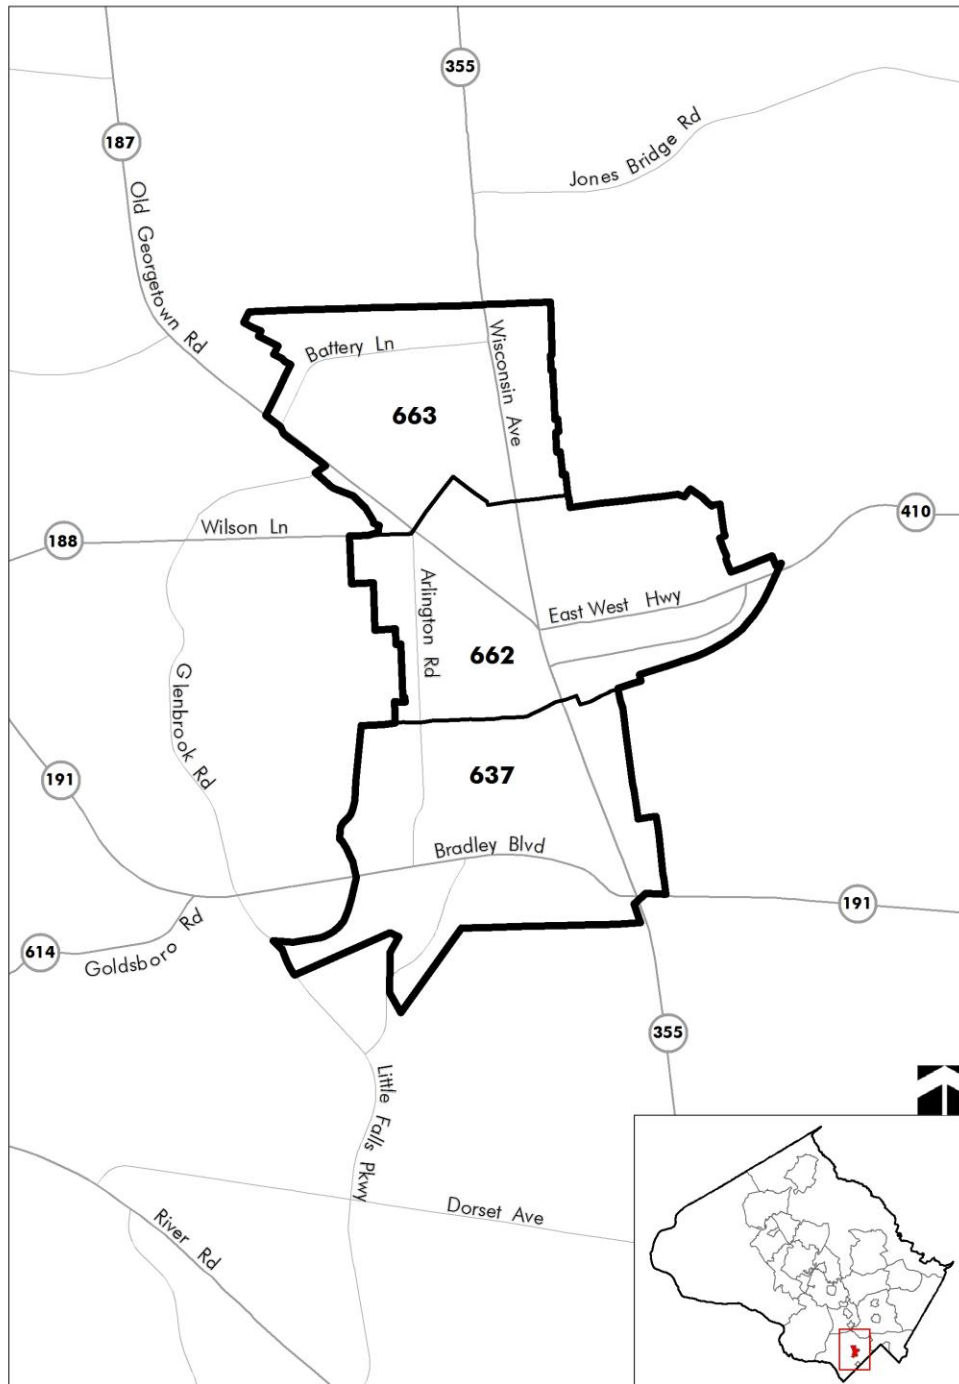 355
187
Jones Bridge Rd
Old Georgetown Rd
Wisconsin Ave
Battery Ln
663
410
Wilson Ln
188
Arlington Rd
East West Hwy
662
Glenbrook Rd
637
191
Bradley Blvd
191
Goldsboro Rd
614
355
Little Falls Pkwy
Dorset Ave
River Rd